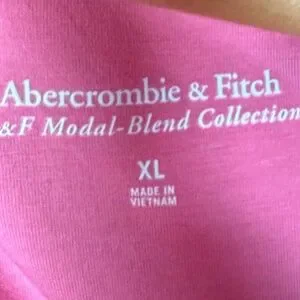 Abercrombie & Fitch
&F Modal-Blend Collection
XL
MADE IN
VIETNAM